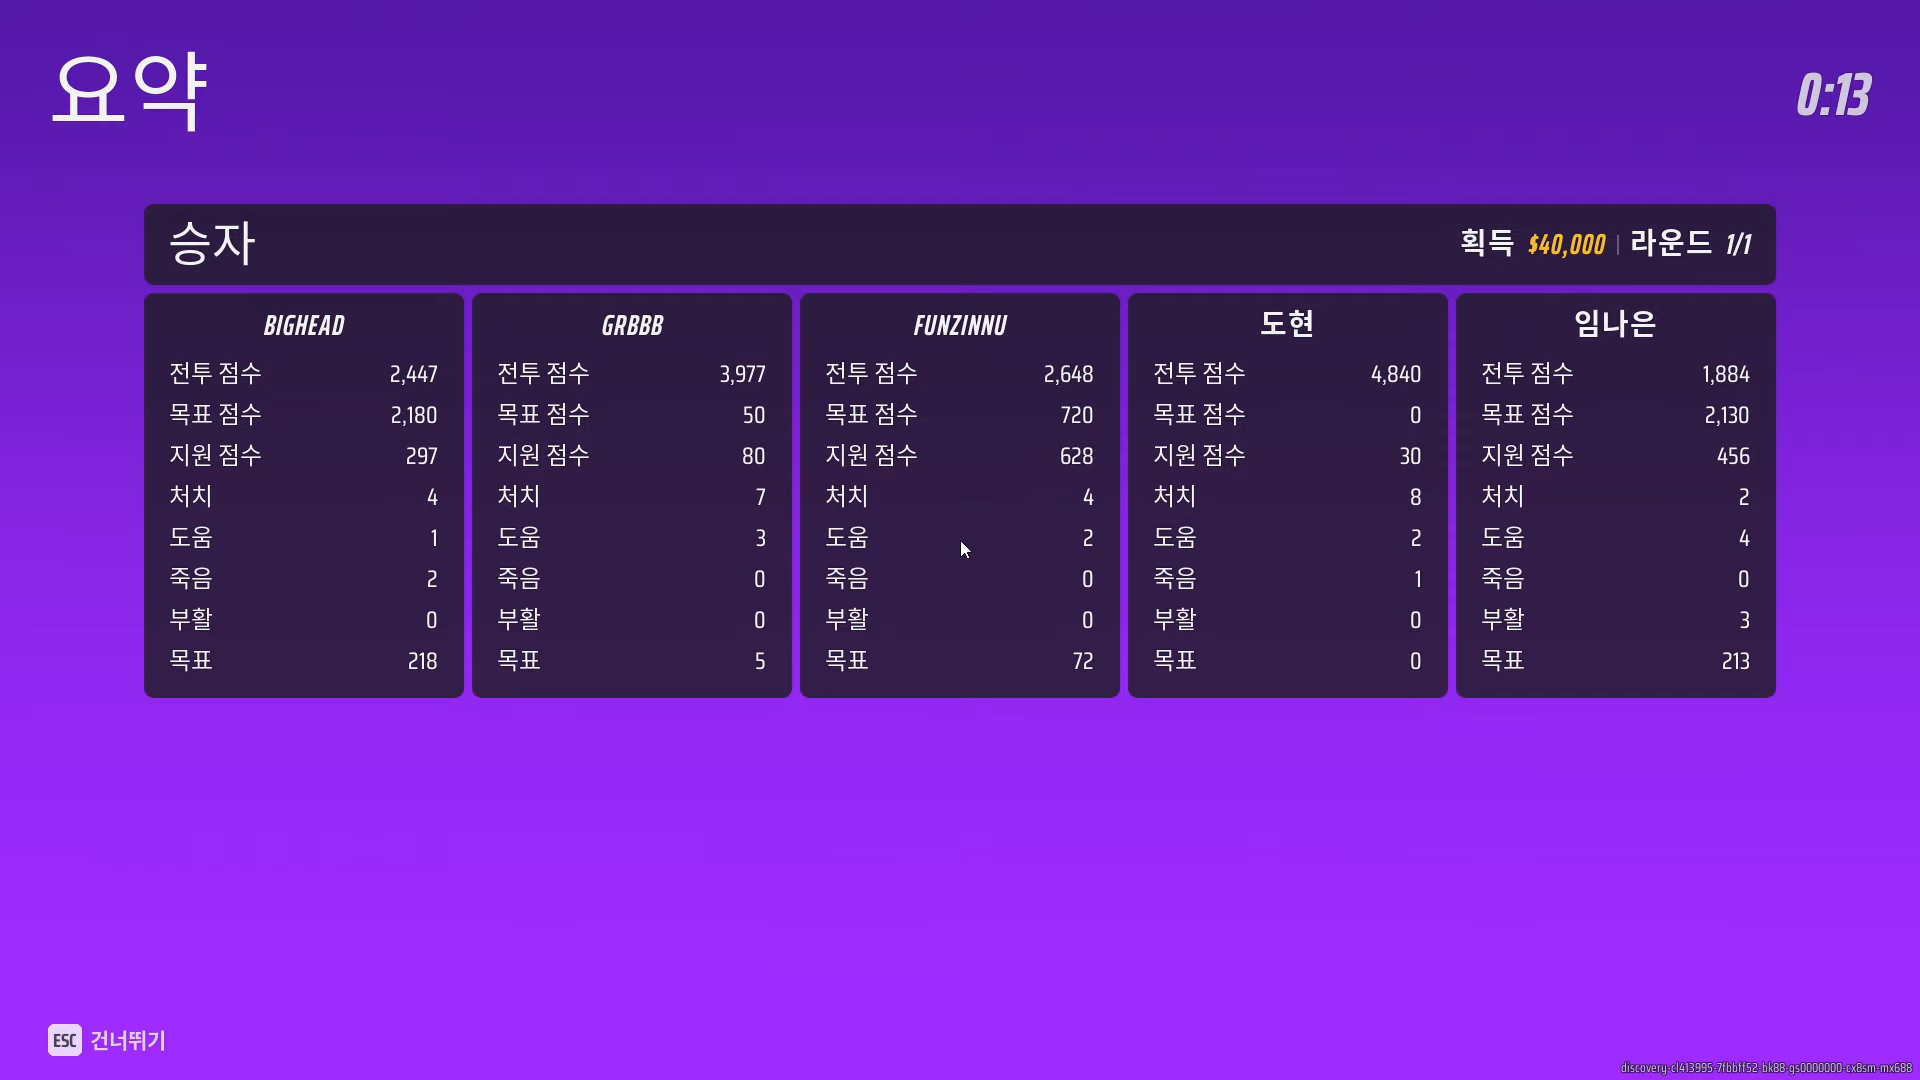 요약
0:13
승자 획득 $40,000 | 라운드 1/1
BIGHEAD
전투 점수 2,447
목표 점수 2,180
지원 점수 297
처치 4
도움 1
죽음 2
부활 0
목표 218
GRBBB
전투 점수 3,977
목표 점수 50
지원 점수 80
처치 7
도움 3
죽음 0
부활 0
목표 5
FUNZINNU
전투 점수 2,648
목표 점수 720
지원 점수 628
처치 4
도움 2
죽음 0
부활 0
목표 72
도현
전투 점수 4,840
목표 점수 0
지원 점수 30
처치 8
도움 2
죽음 1
부활 0
목표 0
임나은
전투 점수 1,884
목표 점수 2,130
지원 점수 456
처치 2
도움 4
죽음 0
부활 3
목표 213
ESC 건너뛰기
discovery-cl413995-7fbbff52-bk88-gs0000000-cx8sm-mx688